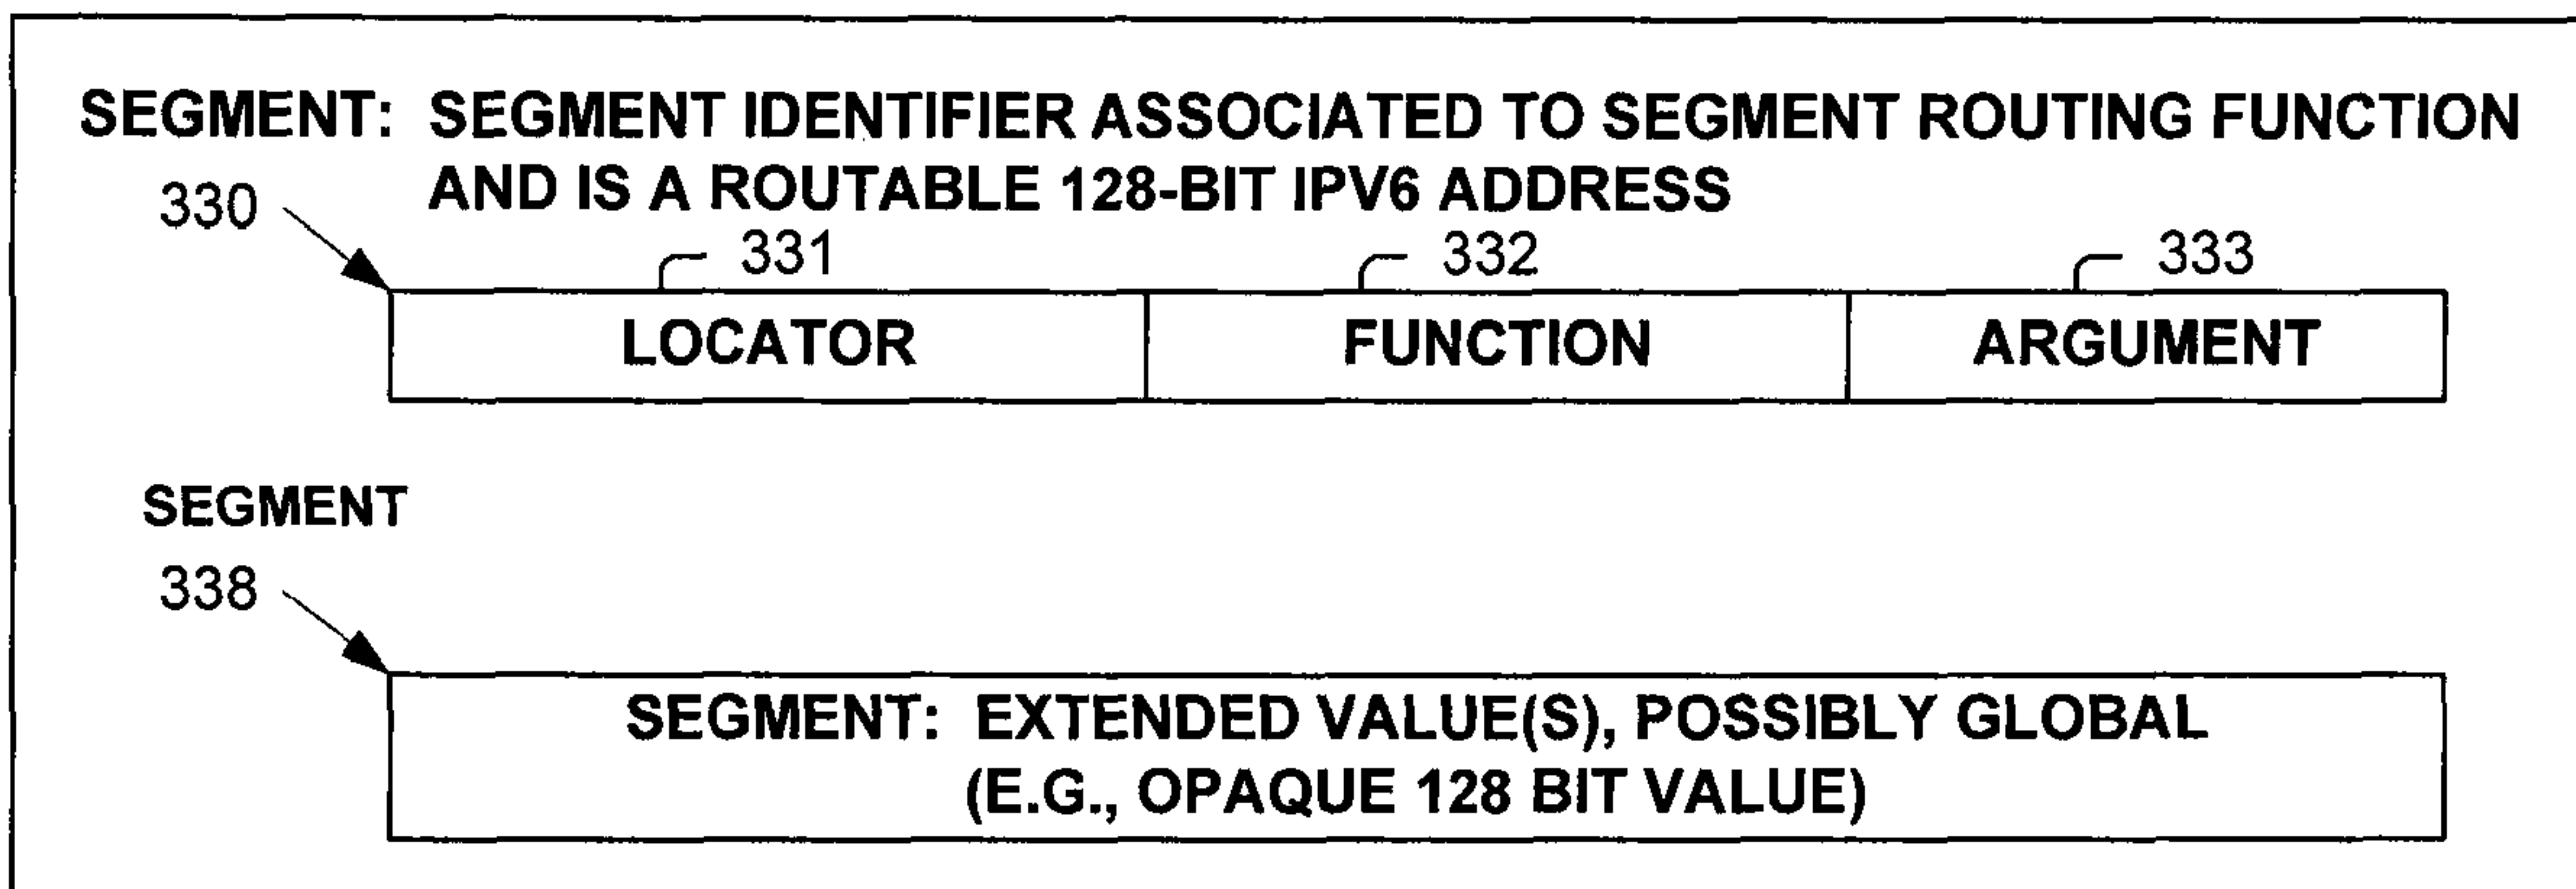 SEGMENT: SEGMENT IDENTIFIER ASSOCIATED TO SEGMENT ROUTING FUNCTION
AND IS A ROUTABLE 128-BIT IPV6 ADDRESS
330
331 332 333
LOCATOR FUNCTION ARGUMENT
SEGMENT
338
SEGMENT: EXTENDED VALUE(S), POSSIBLY GLOBAL
(E.G., OPAQUE 128 BIT VALUE)